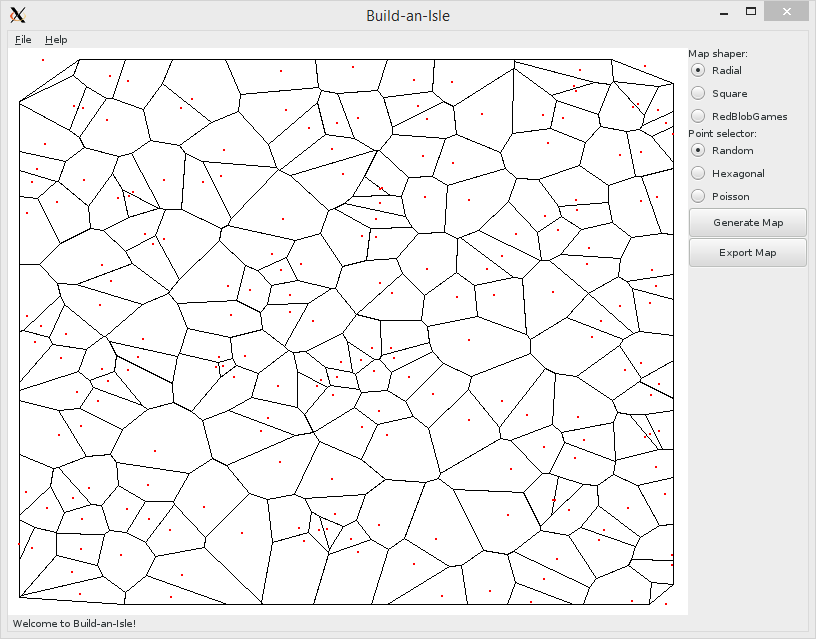 Build-an-Isle
File Help
Map shaper:
Radial
Square
RedBlobGames
Point selector:
Random
Hexagonal
Poisson
Generate Map
Export Map
Welcome to Build-an-Isle!